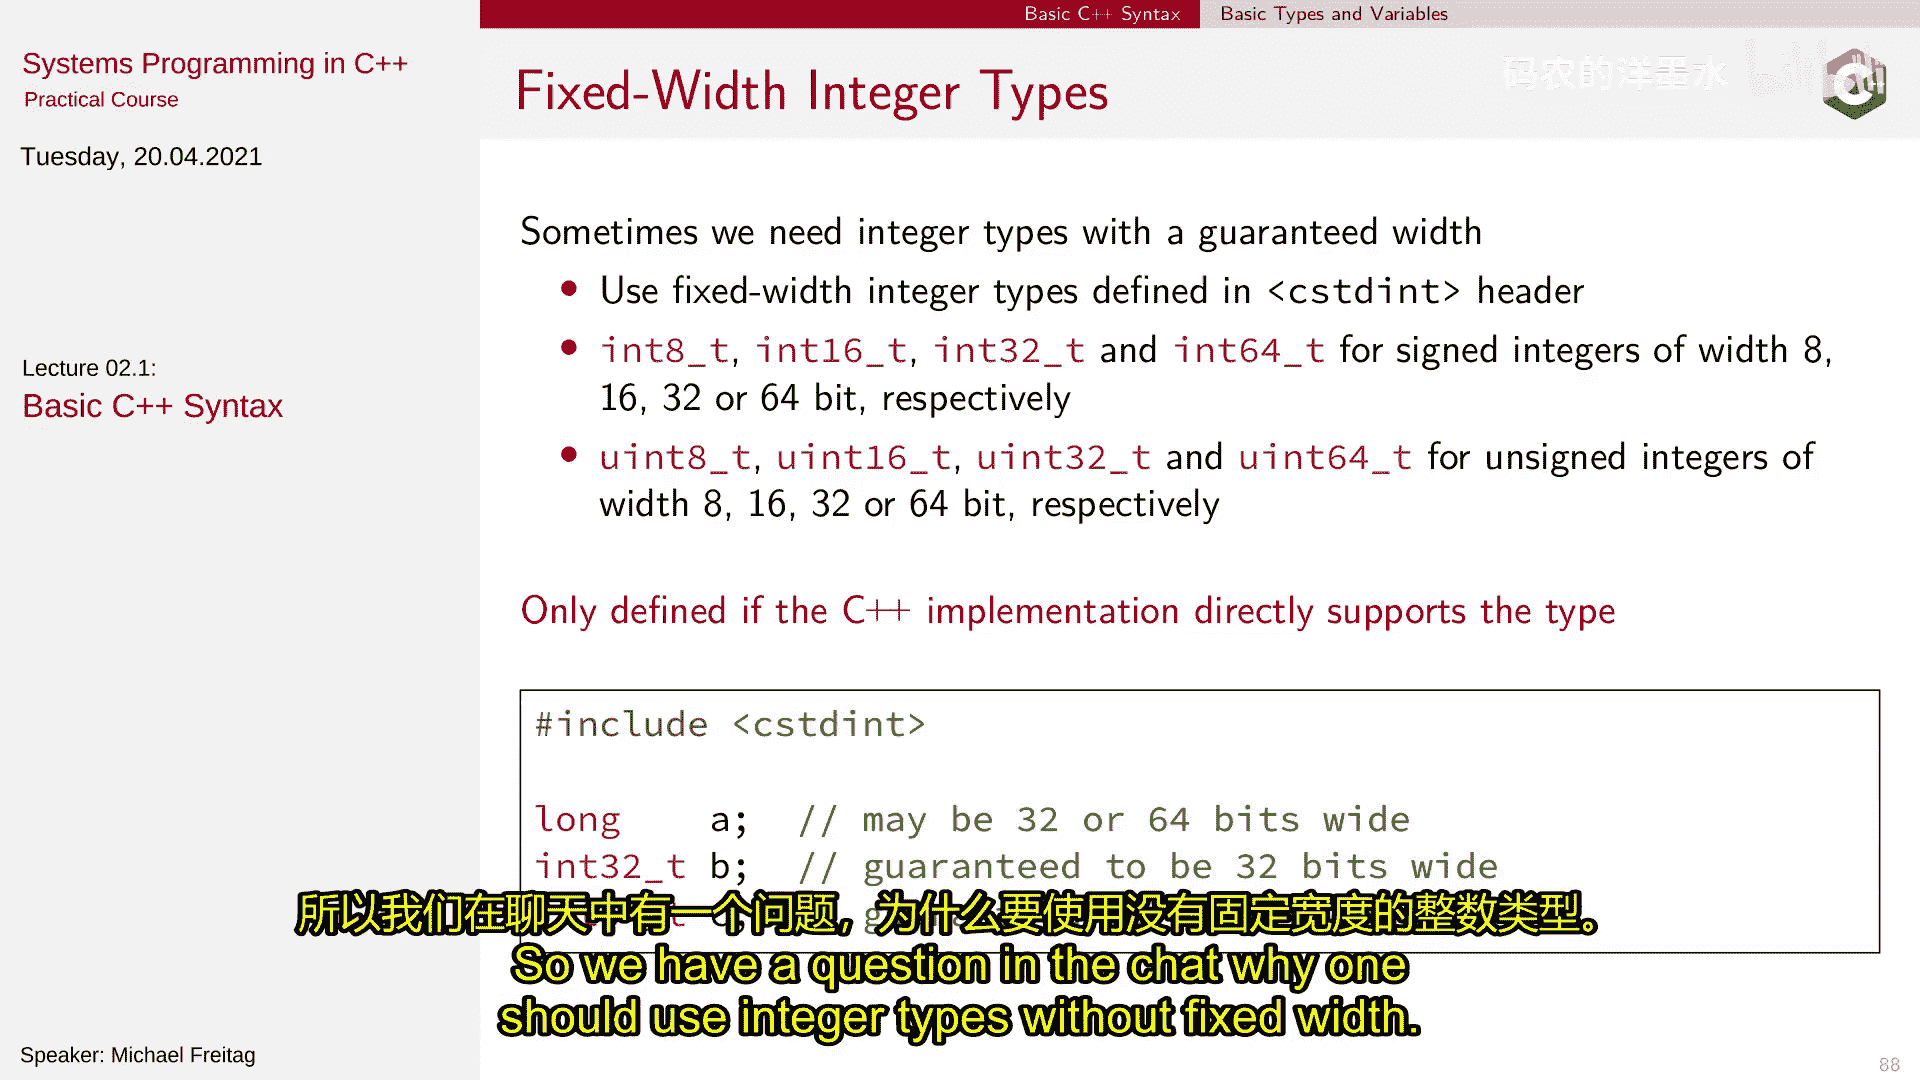 Basic C++ Syntax
Basic Types and Variables
Systems Programming in C++
Practical Course
Tuesday, 20.04.2021
Lecture 02.1:
Basic C++ Syntax
Fixed-Width Integer Types
码农的洋墨水
Sometimes we need integer types with a guaranteed width
• Use fixed-width integer types defined in <cstdint> header
• int8_t, int16_t, int32_t and int64_t for signed integers of width 8,
16, 32 or 64 bit, respectively
• uint8_t, uint16_t, uint32_t and uint64_t for unsigned integers of
width 8, 16, 32 or 64 bit, respectively
Only defined if the C++ implementation directly supports the type
#include <cstdint>
long a; // may be 32 or 64 bits wide
int32_t b; // guaranteed to be 32 bits wide
所以我们在聊天中有一个问题，为什么要使用没有固定宽度的整数类型。
So we have a question in the chat why one
should use integer types without fixed width.
Speaker: Michael Freitag
88